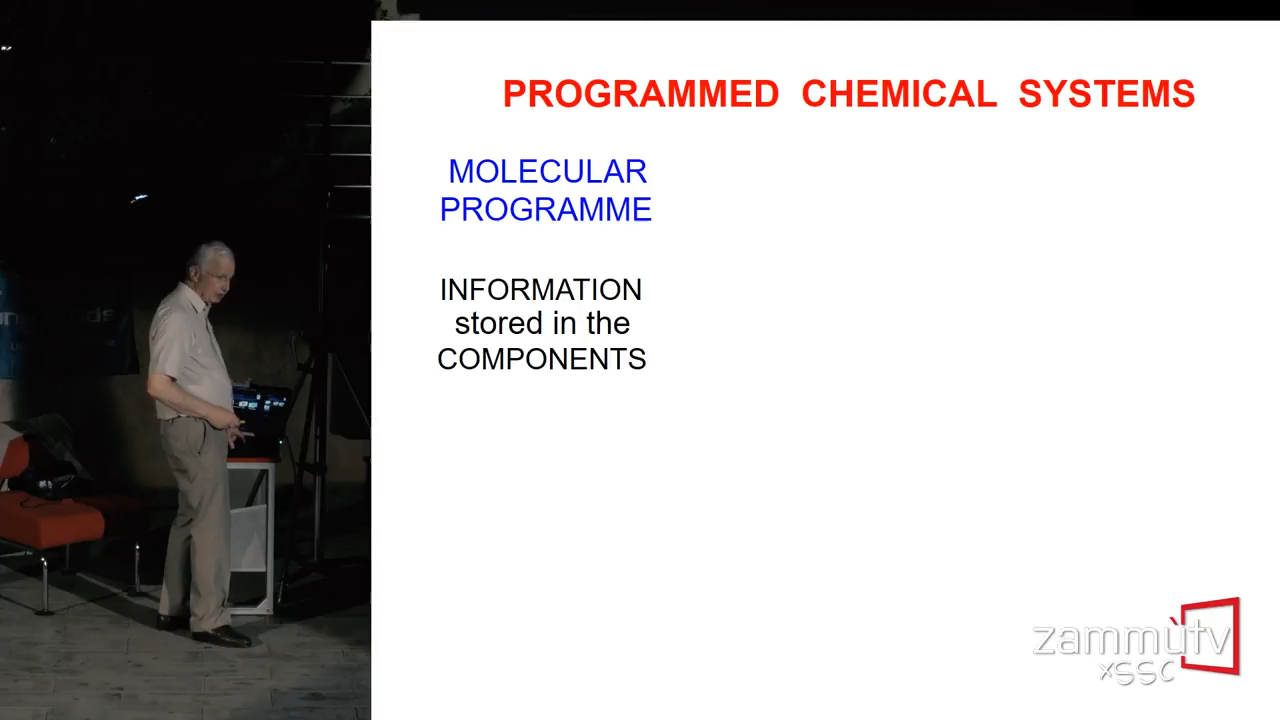 PROGRAMMED CHEMICAL SYSTEMS
MOLECULAR
PROGRAMME
INFORMATION
stored in the
COMPONENTS
zammùtv
xSSC